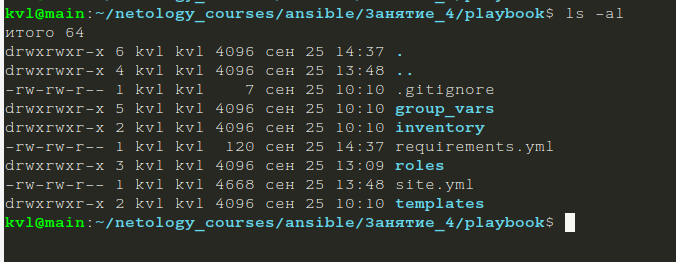 kvl@main:~/netology_courses/ansible/Занятие_4/playbook$ ls -al
итого 64
drwxrwxr-x 6 kvl kvl 4096 сен 25 14:37 .
drwxrwxr-x 4 kvl kvl 4096 сен 25 13:48 ..
-rw-rw-r-- 1 kvl kvl    7 сен 25 10:10 .gitignore
drwxrwxr-x 5 kvl kvl 4096 сен 25 10:10 group_vars
drwxrwxr-x 2 kvl kvl 4096 сен 25 10:10 inventory
-rw-rw-r-- 1 kvl kvl  120 сен 25 14:37 requirements.yml
drwxrwxr-x 3 kvl kvl 4096 сен 25 13:09 roles
-rw-rw-r-- 1 kvl kvl 4668 сен 25 13:48 site.yml
drwxrwxr-x 2 kvl kvl 4096 сен 25 10:10 templates
kvl@main:~/netology_courses/ansible/Занятие_4/playbook$